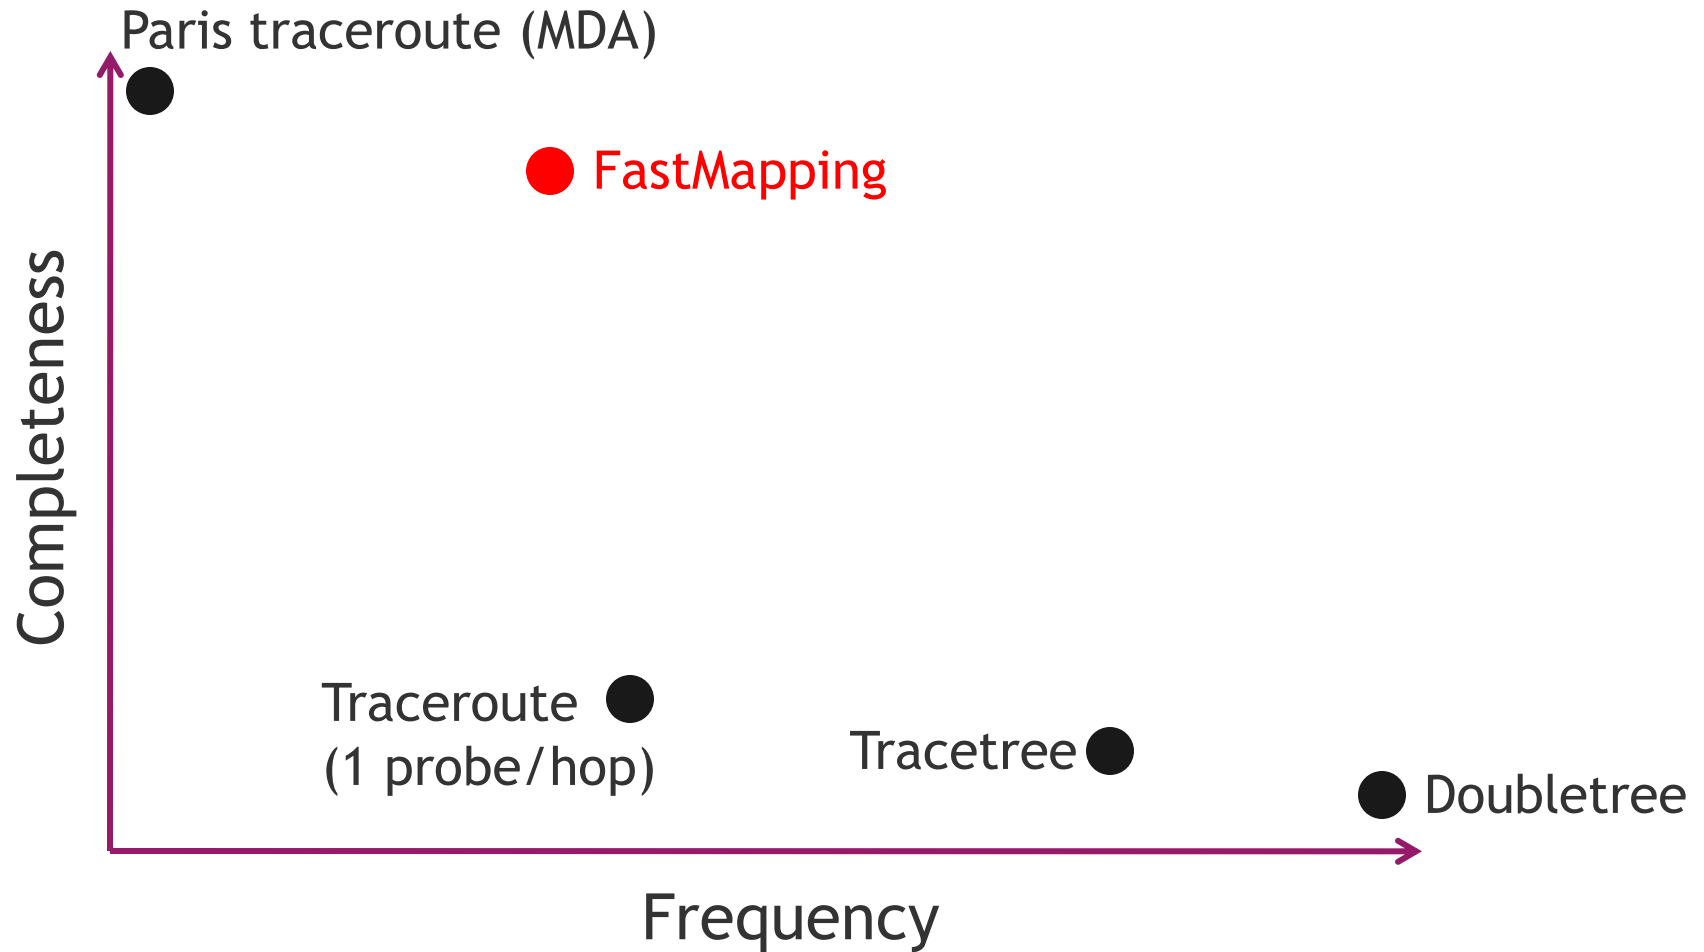 Paris traceroute (MDA)
FastMapping
Completeness
Traceroute
(1 probe/hop)
Tracetree
Doubletree
Frequency